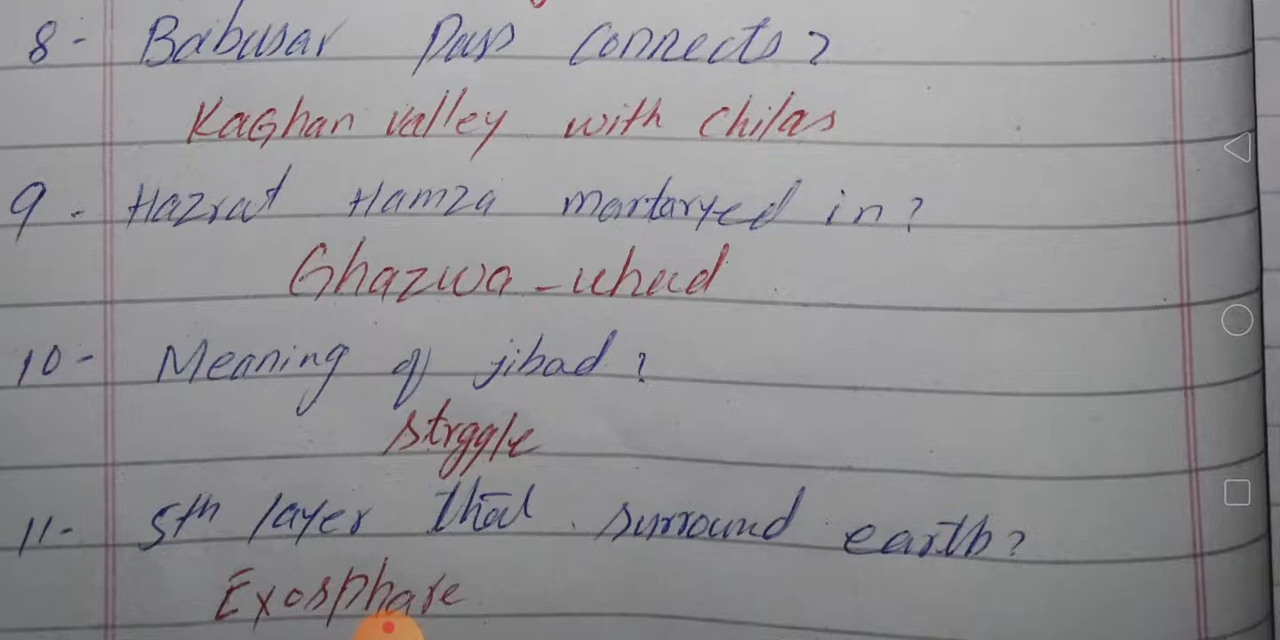 8- Babusar Pass connects?
Kaghan valley with Chilas
9- Hazrat Hamza martaryed in?
Ghazwa-uhud
10- Meaning of jihad?
strggle
11- 5th layer that surround earth?
Exosphare